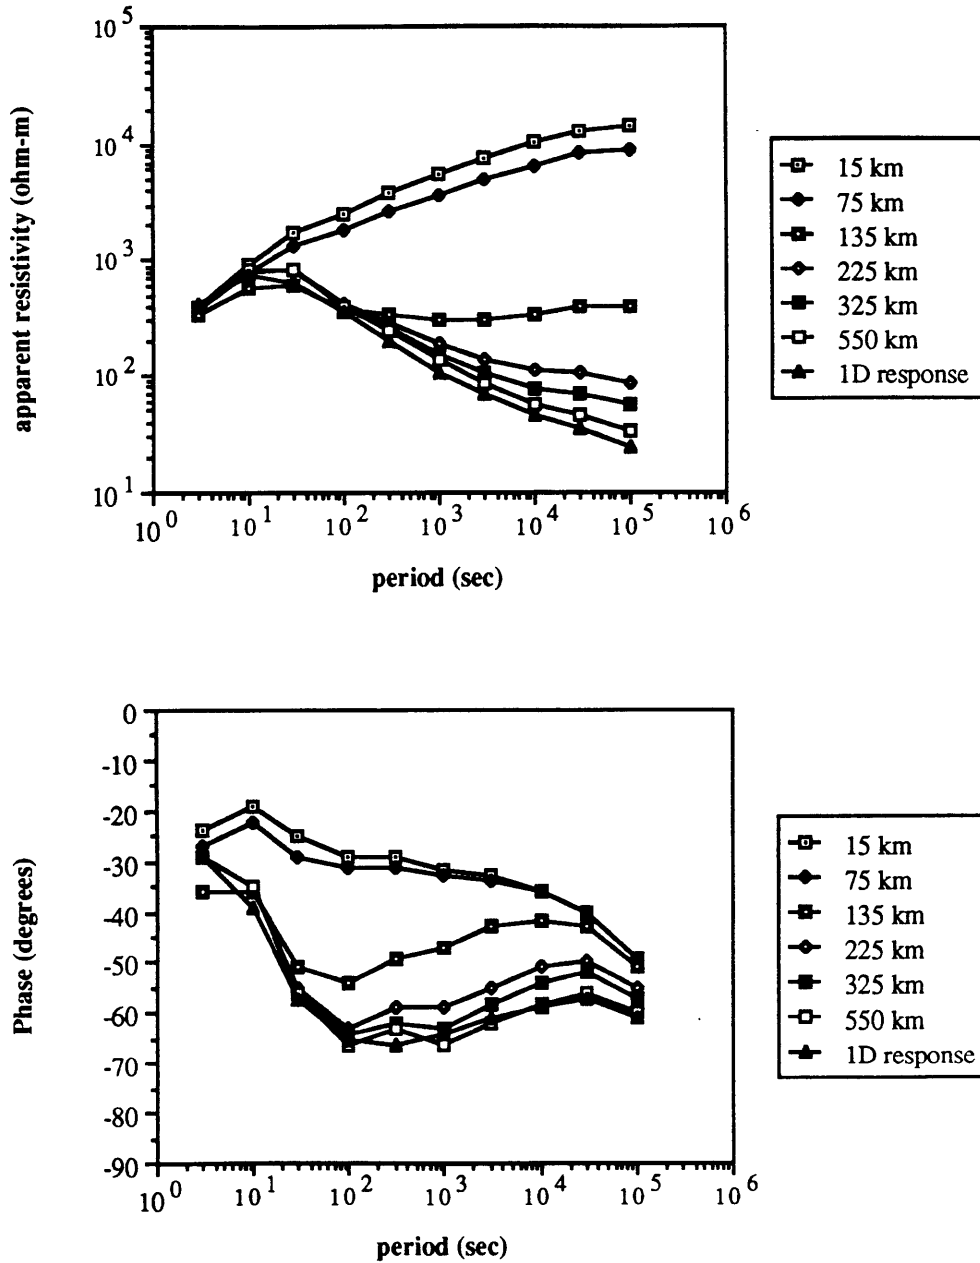 apparent resistivity (ohm-m)
10^5
10^4
10^3
10^2
10^1
10^0 10^1 10^2 10^3 10^4 10^5 10^6
period (sec)
15 km
75 km
135 km
225 km
325 km
550 km
1D response
Phase (degrees)
0
-10
-20
-30
-40
-50
-60
-70
-80
-90
10^0 10^1 10^2 10^3 10^4 10^5 10^6
period (sec)
15 km
75 km
135 km
225 km
325 km
550 km
1D response